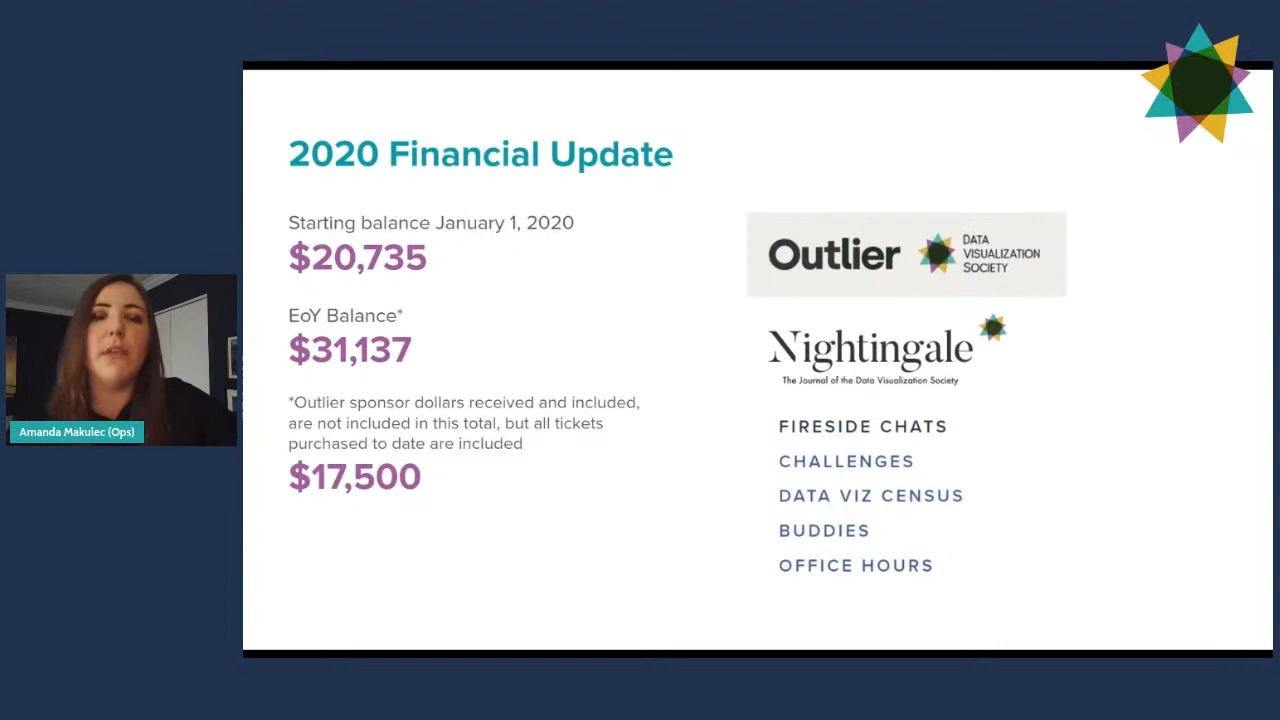 2020 Financial Update
Starting balance January 1, 2020
$20,735
EoY Balance*
$31,137
*Outlier sponsor dollars received and included,
are not included in this total, but all tickets
purchased to date are included
$17,500
Outlier
DATA
VISUALIZATION
SOCIETY
Nightingale
The Journal of the Data Visualization Society
FIRESIDE CHATS
CHALLENGES
DATA VIZ CENSUS
BUDDIES
OFFICE HOURS
Amanda Makulec (Ops)